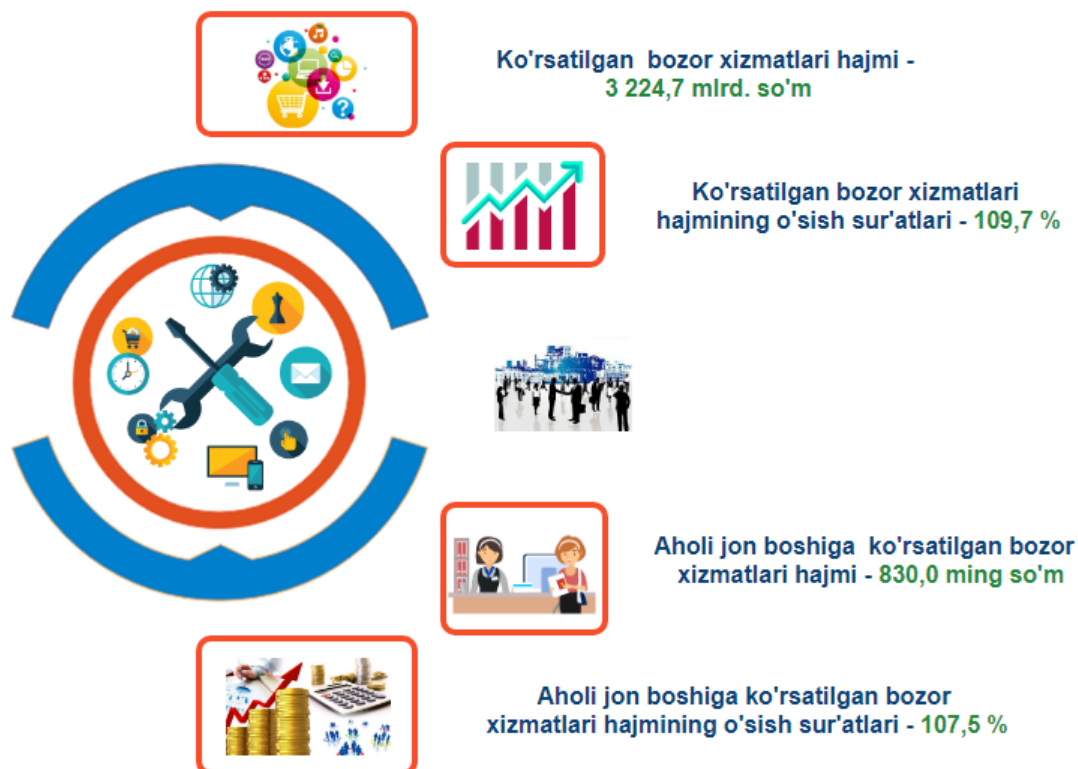 Ko'rsatilgan bozor xizmatlari hajmi -
3 224,7 mlrd. so'm
Ko'rsatilgan bozor xizmatlari
hajmining o'sish sur'atlari - 109,7 %
Aholi jon boshiga ko'rsatilgan bozor
xizmatlari hajmi - 830,0 ming so'm
Aholi jon boshiga ko'rsatilgan bozor
xizmatlari hajmining o'sish sur'atlari - 107,5 %